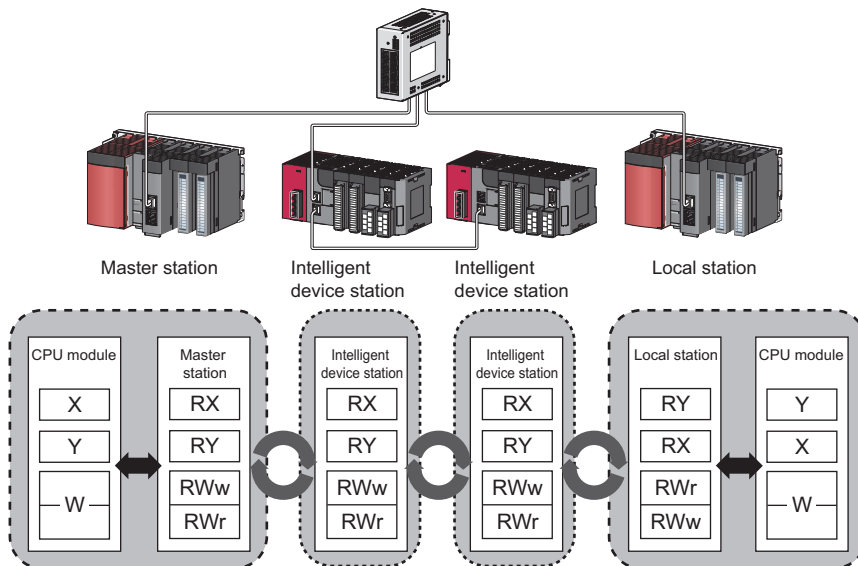 Master station
Intelligent
device station
Intelligent
device station
Local station
CPU module
X
Y
W
Master
station
RX
RY
RWw
RWr
Intelligent
device station
RX
RY
RWw
RWr
Intelligent
device station
RX
RY
RWw
RWr
Local station
RY
RX
RWr
RWw
CPU module
Y
X
W